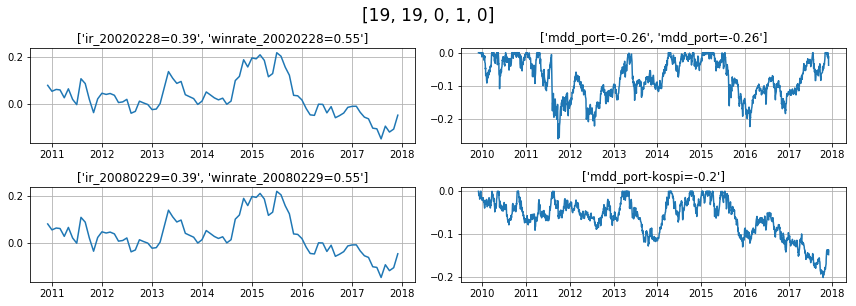 [19, 19, 0, 1, 0]
['ir_20020228=0.39', 'winrate_20020228=0.55']
0.2
0.0
2011 2012 2013 2014 2015 2016 2017 2018
['mdd_port=-0.26', 'mdd_port=-0.26']
0.0
−0.1
−0.2
2010 2011 2012 2013 2014 2015 2016 2017 2018
['ir_20080229=0.39', 'winrate_20080229=0.55']
0.2
0.0
2011 2012 2013 2014 2015 2016 2017 2018
['mdd_port-kospi=-0.2']
0.0
−0.1
−0.2
2010 2011 2012 2013 2014 2015 2016 2017 2018